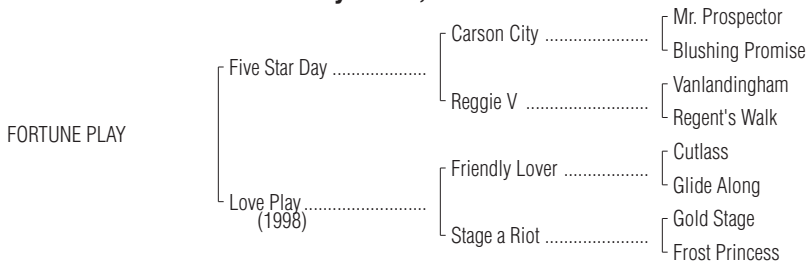 Carson City .....................
Mr. Prospector
Blushing Promise
Five Star Day ....................
Reggie V .........................
Vanlandingham
Regent's Walk
FORTUNE PLAY
Friendly Lover .................
Cutlass
Glide Along
Love Play ..........................
(1998)
Stage a Riot ......................
Gold Stage
Frost Princess